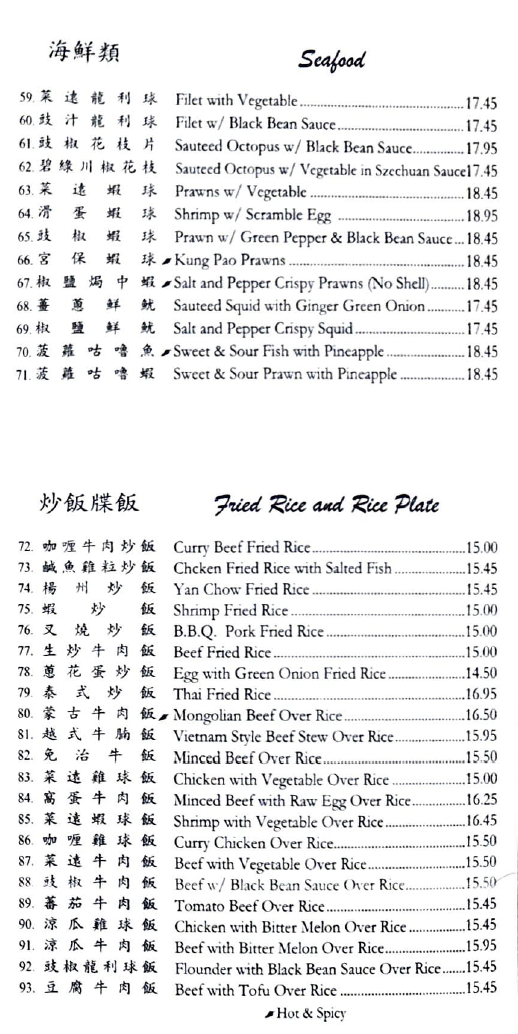 海鮮類 Seafood
59. 菜遠龍利球 Filet with Vegetable 17.45
60. 豉汁龍利球 Filet w/ Black Bean Sauce 17.45
61. 豉椒花枝片 Sauteed Octopus w/ Black Bean Sauce 17.95
62. 碧綠川椒花枝 Sauteed Octopus w/ Vegetable in Szechuan Sauce 17.45
63. 菜遠蝦球 Prawns w/ Vegetable 18.45
64. 滑蛋蝦球 Shrimp w/ Scramble Egg 18.95
65. 豉椒蝦球 Prawn w/ Green Pepper & Black Bean Sauce 18.45
66. 宮保蝦球 Kung Pao Prawns 18.45
67. 椒鹽焗中蝦 Salt and Pepper Crispy Prawns (No Shell) 18.45
68. 薑蔥鮮魷 Sauteed Squid with Ginger Green Onion 17.45
69. 椒鹽鮮魷 Salt and Pepper Crispy Squid 17.45
70. 菠蘿咕嚕魚 Sweet & Sour Fish with Pineapple 18.45
71. 菠蘿咕嚕蝦 Sweet & Sour Prawn with Pineapple 18.45
炒飯牒飯 Fried Rice and Rice Plate
72. 咖喱牛肉炒飯 Curry Beef Fried Rice 15.00
73. 鹹魚雞粒炒飯 Chcken Fried Rice with Salted Fish 15.45
74. 楊州炒飯 Yan Chow Fried Rice 15.45
75. 蝦炒飯 Shrimp Fried Rice 15.00
76. 叉燒炒飯 B.B.Q. Pork Fried Rice 15.00
77. 生炒牛肉飯 Beef Fried Rice 15.00
78. 蔥花蛋炒飯 Egg with Green Onion Fried Rice 14.50
79. 泰式炒飯 Thai Fried Rice 16.95
80. 蒙古牛肉飯 Mongolian Beef Over Rice 16.50
81. 越式牛腩飯 Vietnam Style Beef Stew Over Rice 15.95
82. 免治牛飯 Minced Beef Over Rice 15.50
83. 菜遠雞球飯 Chicken with Vegetable Over Rice 15.00
84. 窩蛋牛肉飯 Minced Beef with Raw Egg Over Rice 16.25
85. 菜遠蝦球飯 Shrimp with Vegetable Over Rice 16.45
86. 咖喱雞球飯 Curry Chicken Over Rice 15.50
87. 菜遠牛肉飯 Beef with Vegetable Over Rice 15.50
88. 豉椒牛肉飯 Beef w/ Black Bean Sauce Over Rice 15.50
89. 蕃茄牛肉飯 Tomato Beef Over Rice 15.45
90. 涼瓜雞球飯 Chicken with Bitter Melon Over Rice 15.45
91. 涼瓜牛肉飯 Beef with Bitter Melon Over Rice 15.95
92. 豉椒龍利球飯 Flounder with Black Bean Sauce Over Rice 15.45
93. 豆腐牛肉飯 Beef with Tofu Over Rice 15.45
Hot & Spicy